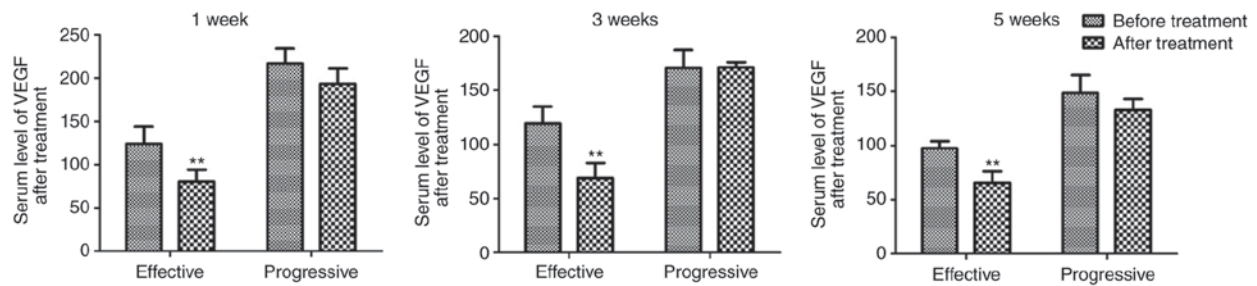 1 week
Serum level of VEGF
after treatment
250
200
150
100
50
0
Effective
Progressive
**
3 weeks
Serum level of VEGF
after treatment
200
150
100
50
0
Effective
Progressive
**
5 weeks
Serum level of VEGF
after treatment
200
150
100
50
0
Effective
Progressive
**
Before treatment
After treatment